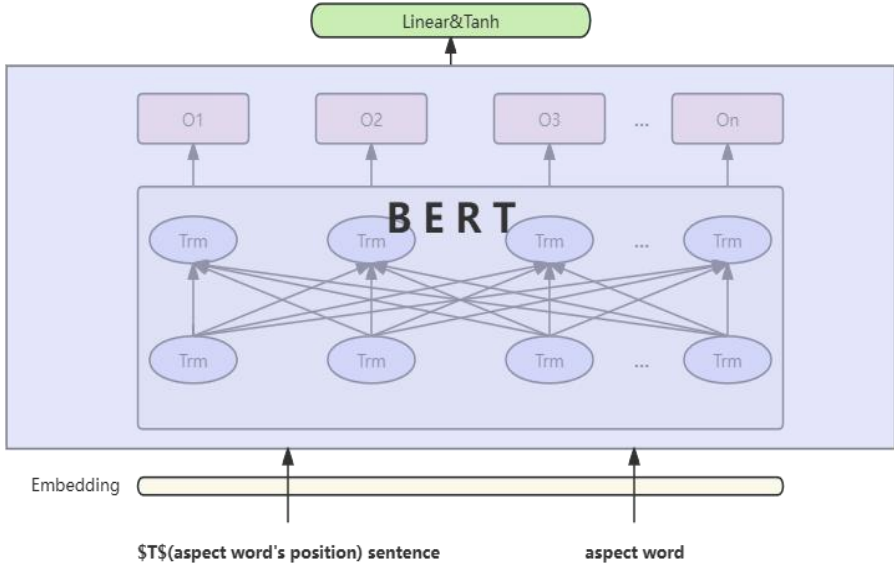 Linear&Tanh
O1 O2 O3 ... On
B E R T
Trm Trm Trm ... Trm
Trm Trm Trm ... Trm
Embedding
$T$(aspect word's position) sentence aspect word